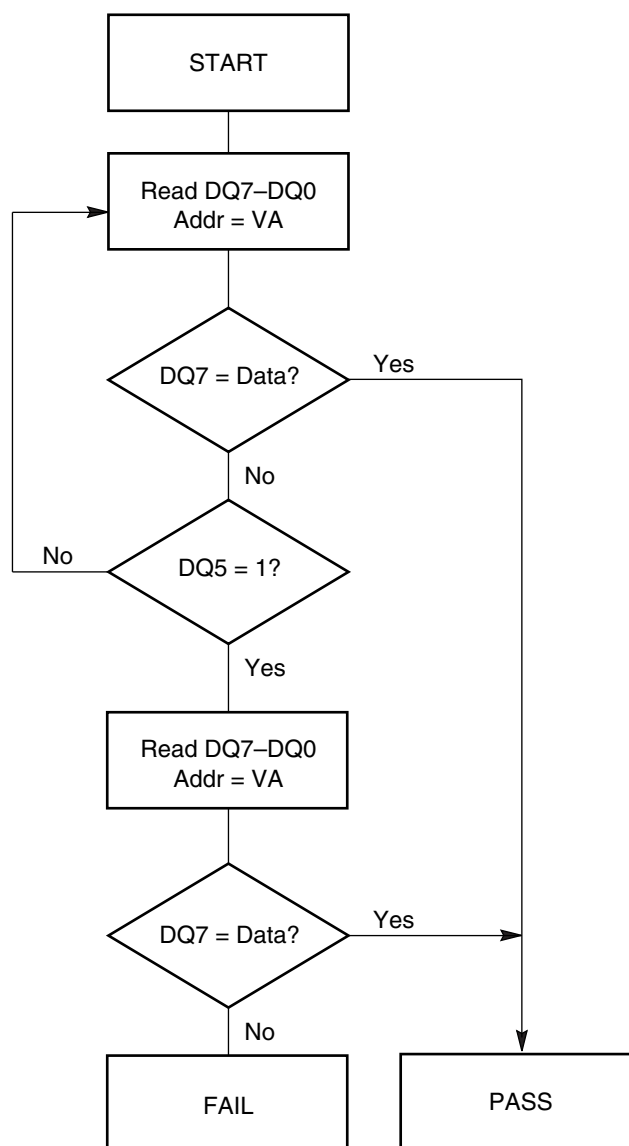 START
Read DQ7–DQ0
Addr = VA
DQ7 = Data?
Yes
No
DQ5 = 1?
No
Yes
Read DQ7–DQ0
Addr = VA
DQ7 = Data?
Yes
No
FAIL
PASS